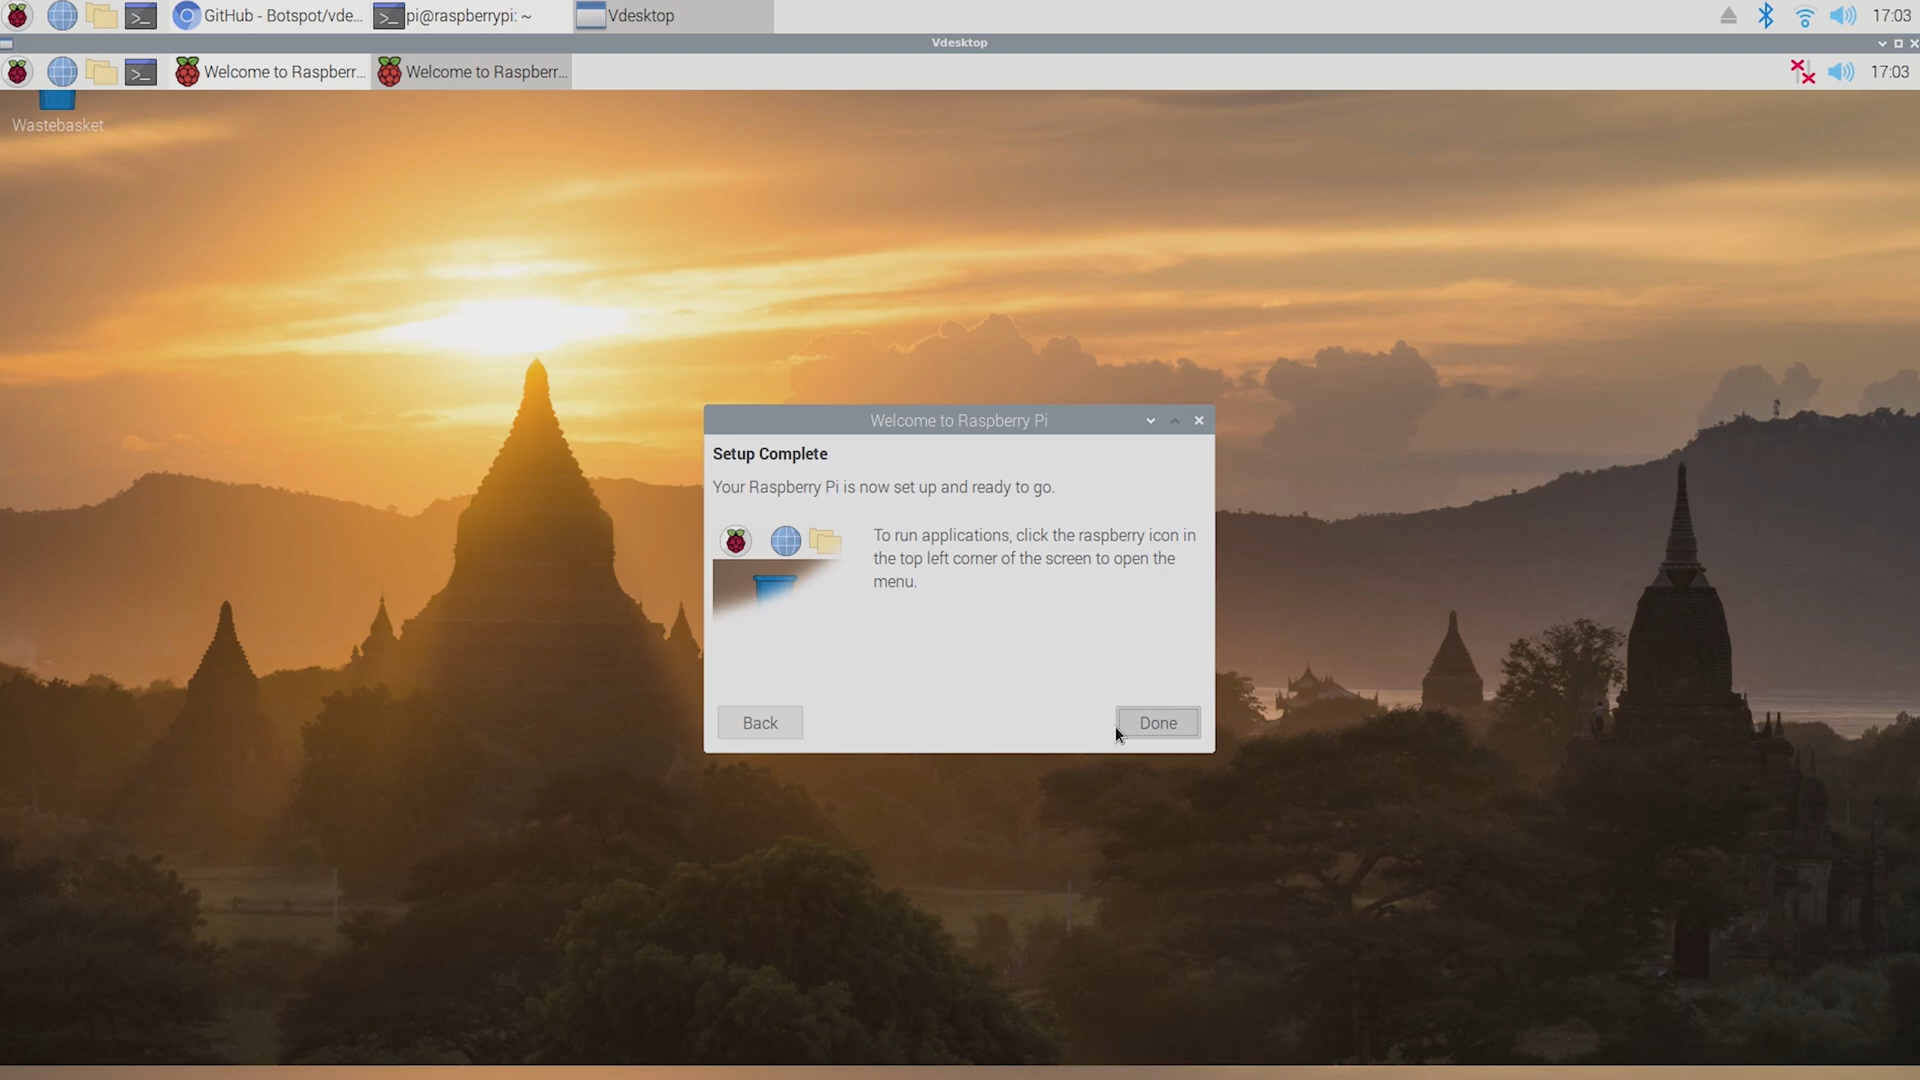 GitHub - Botspot/vde...
pi@raspberrypi: ~
Vdesktop
17:03
Vdesktop
Welcome to Raspberr...
Welcome to Raspberr...
17:03
Wastebasket
Welcome to Raspberry Pi
Setup Complete
Your Raspberry Pi is now set up and ready to go.
To run applications, click the raspberry icon in
the top left corner of the screen to open the
menu.
Back
Done